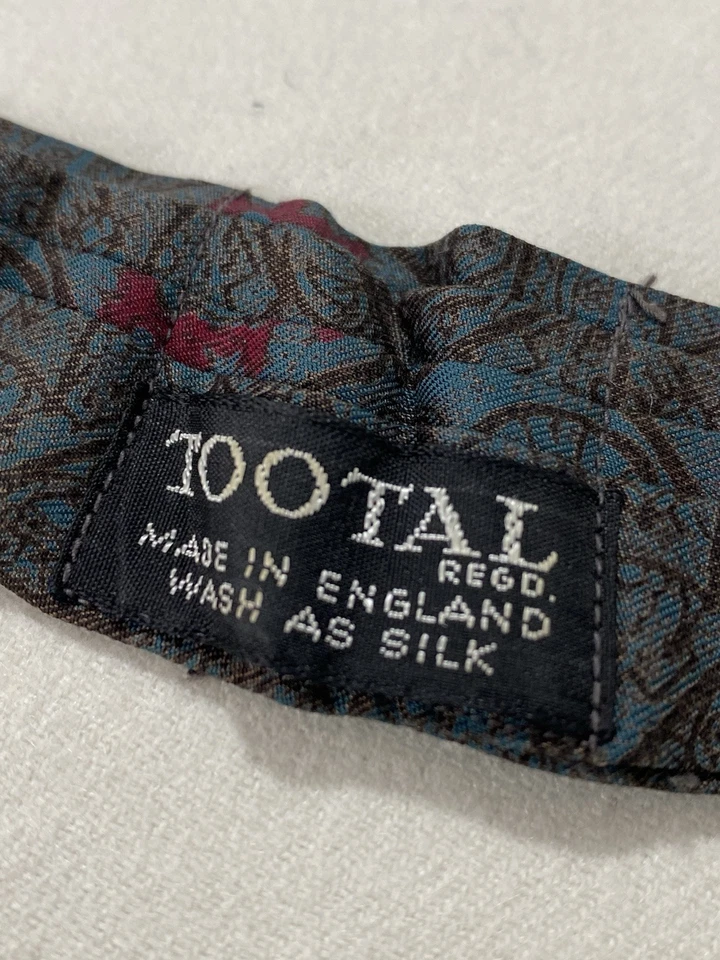 TOOTAL
REGD.
MADE IN ENGLAND
WASH AS SILK